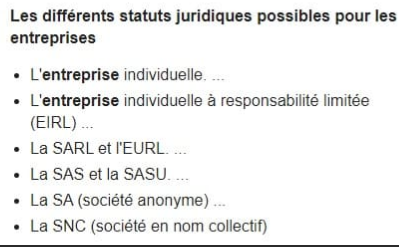 Les différents statuts juridiques possibles pour les
entreprises
• L'entreprise individuelle. ...
• L'entreprise individuelle à responsabilité limitée
(EIRL) ...
• La SARL et l'EURL. ...
• La SAS et la SASU. ...
• La SA (société anonyme) ...
• La SNC (société en nom collectif)